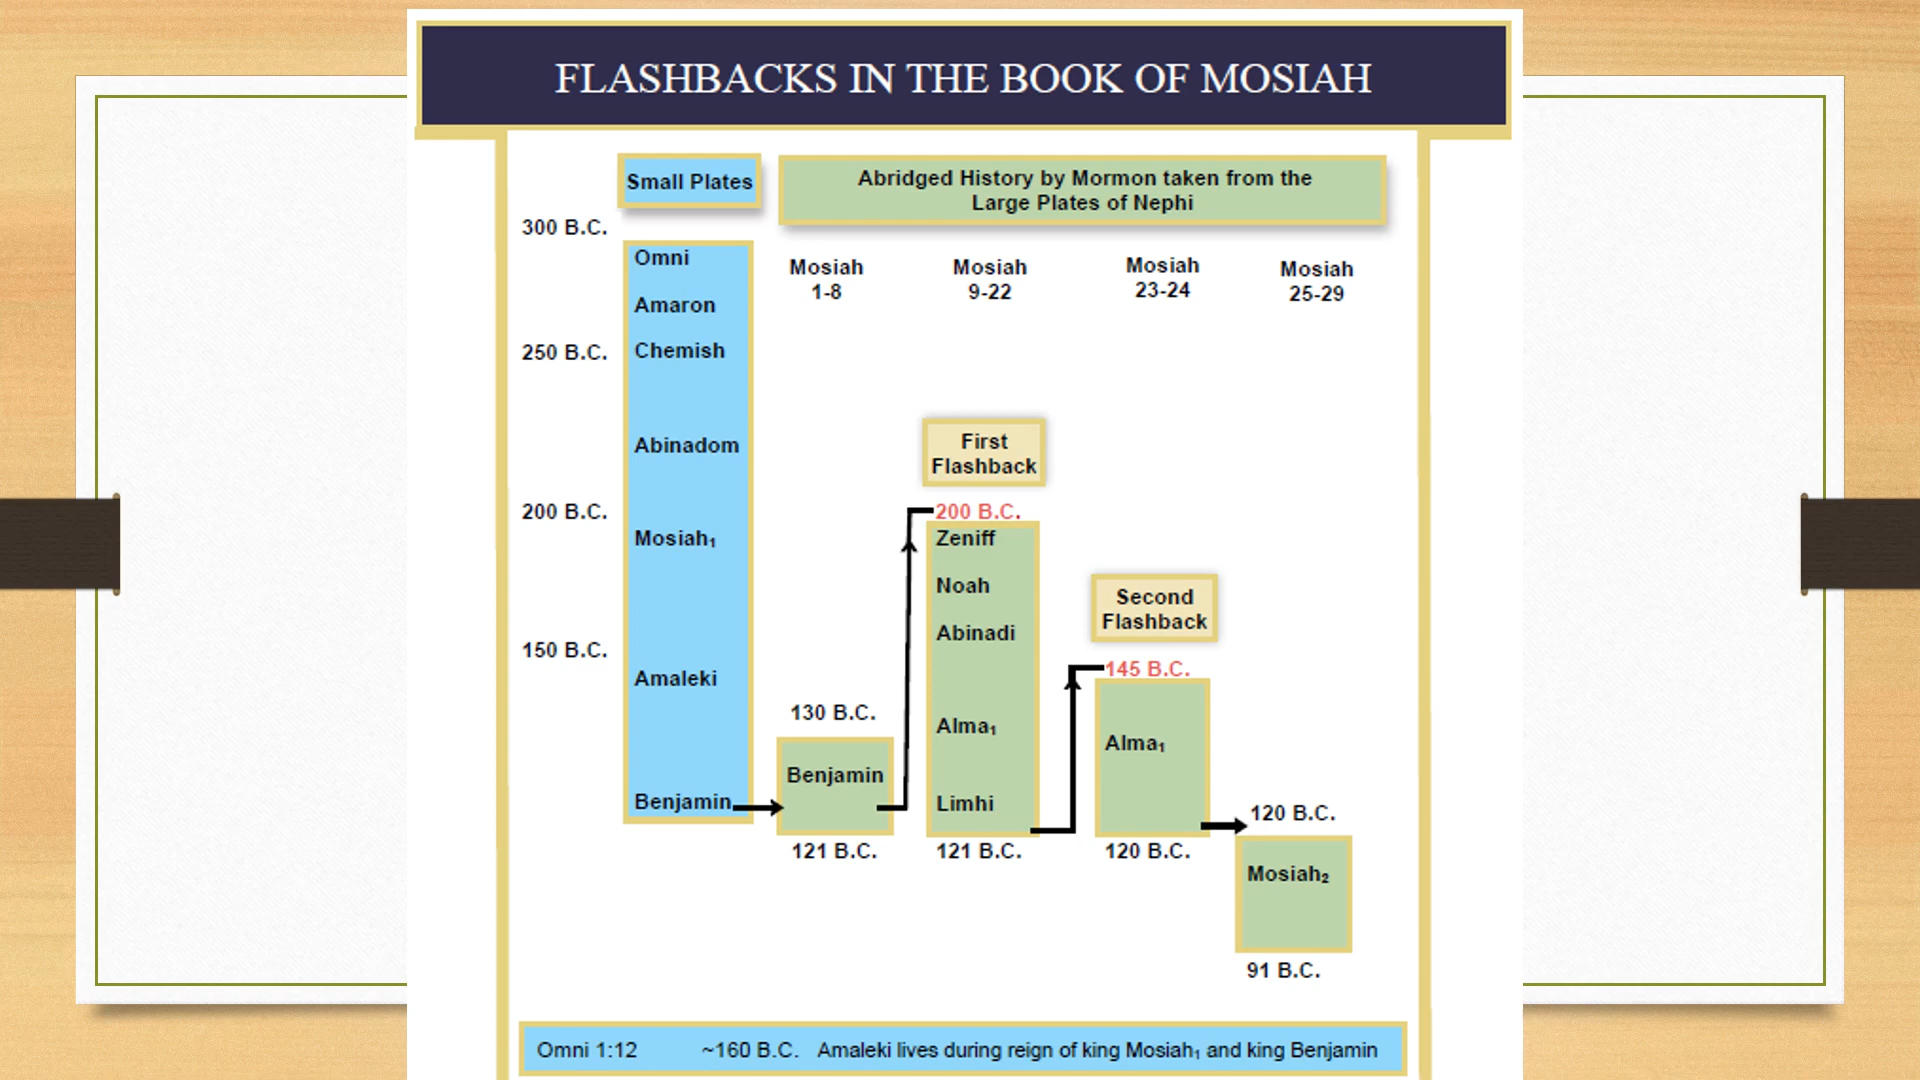 FLASHBACKS IN THE BOOK OF MOSIAH
Small Plates
Abridged History by Mormon taken from the
Large Plates of Nephi
300 B.C.
250 B.C.
200 B.C.
150 B.C.
Omni
Amaron
Chemish
Abinadom
Mosiah₁
Amaleki
Benjamin
Mosiah
1-8
130 B.C.
Benjamin
121 B.C.
Mosiah
9-22
First
Flashback
200 B.C.
Zeniff
Noah
Abinadi
Alma₁
Limhi
121 B.C.
Mosiah
23-24
Second
Flashback
145 B.C.
Alma₁
120 B.C.
Mosiah
25-29
120 B.C.
Mosiah₂
91 B.C.
Omni 1:12 ~160 B.C. Amaleki lives during reign of king Mosiah₁ and king Benjamin